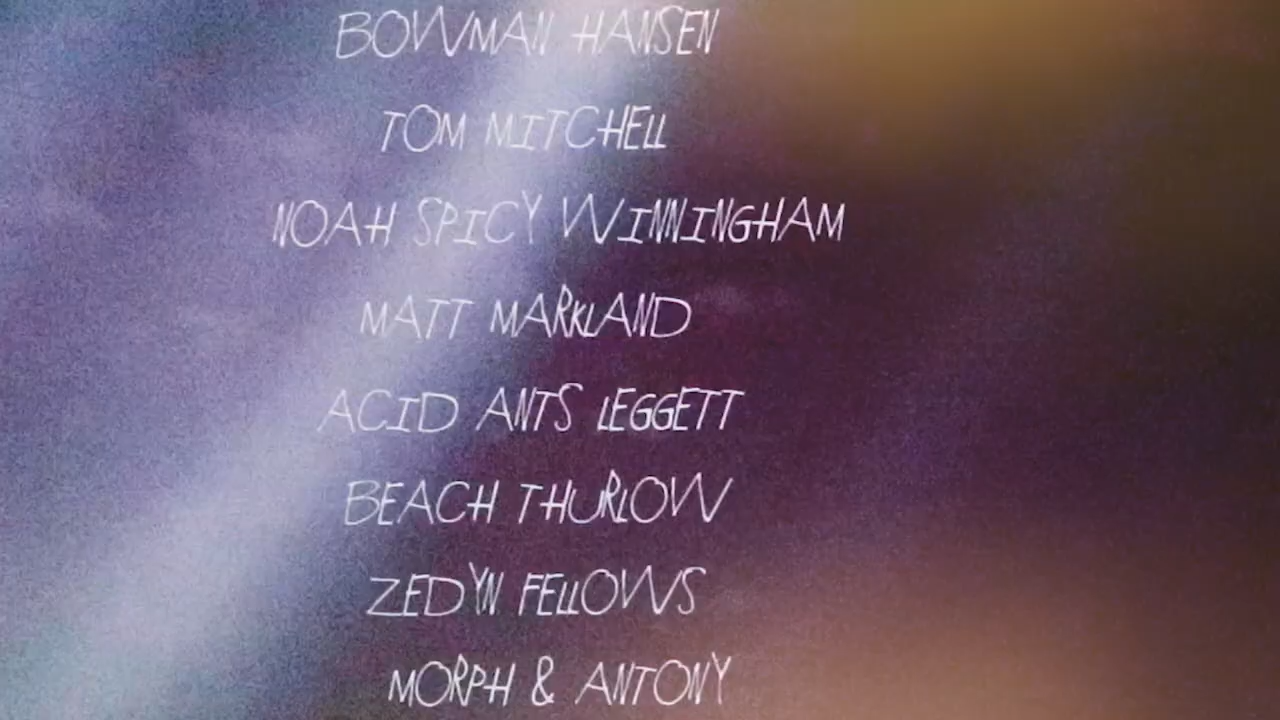 BOWMAN HANSEN
TOM MITCHELL
NOAH SPICY WINNINGHAM
MATT MARKLAND
ACID ANTS LEGGETT
BEACH THURLOW
ZEDYN FELLOWS
MORPH & ANTONY